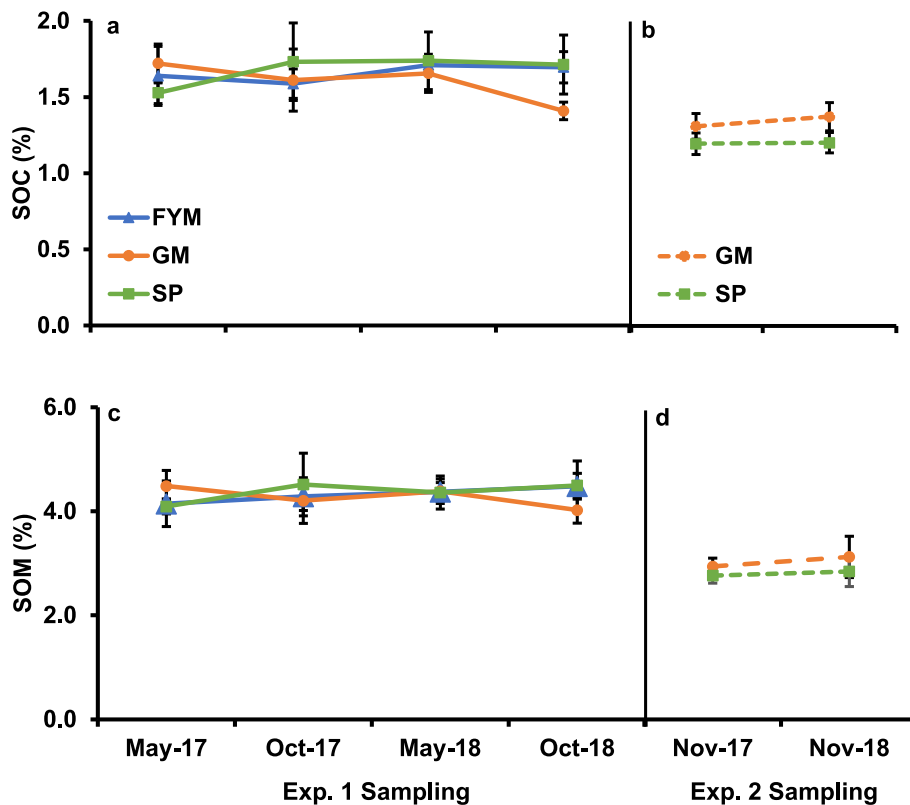 a
b
2.0
1.5
1.0
0.5
0.0
SOC (%)
FYM
GM
SP
GM
SP
c
d
6.0
4.0
2.0
0.0
SOM (%)
May-17 Oct-17 May-18 Oct-18 Nov-17 Nov-18
Exp. 1 Sampling Exp. 2 Sampling